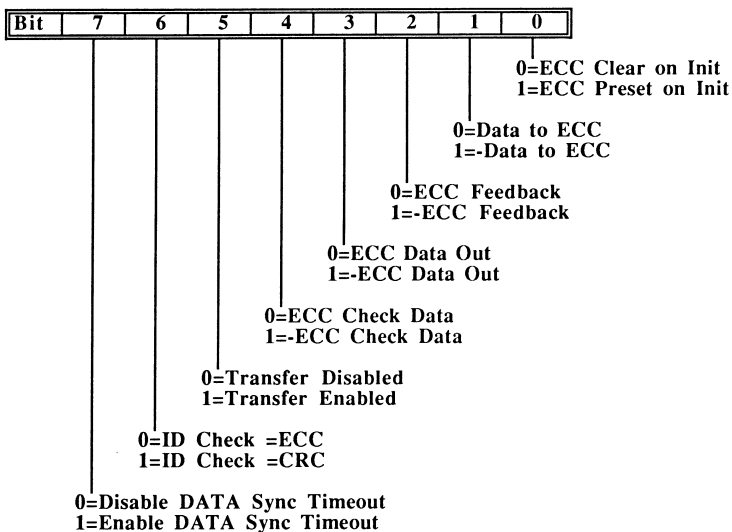 Bit 7 6 5 4 3 2 1 0
0=ECC Clear on Init
1=ECC Preset on Init
0=Data to ECC
1=-Data to ECC
0=ECC Feedback
1=-ECC Feedback
0=ECC Data Out
1=-ECC Data Out
0=ECC Check Data
1=-ECC Check Data
0=Transfer Disabled
1=Transfer Enabled
0=ID Check =ECC
1=ID Check =CRC
0=Disable DATA Sync Timeout
1=Enable DATA Sync Timeout